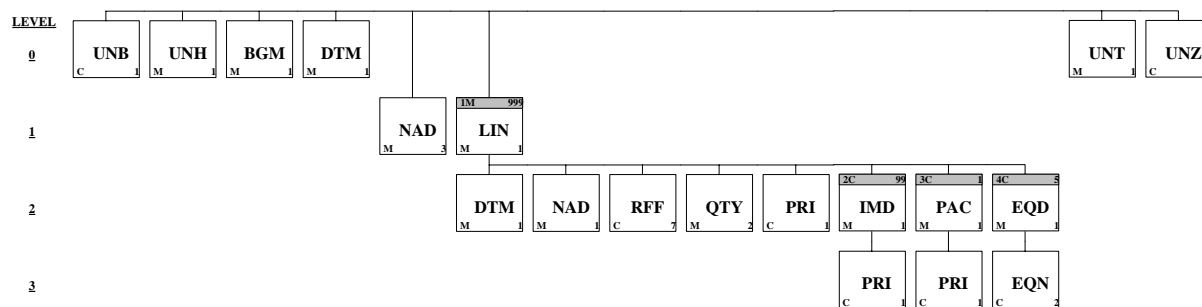 LEVEL
0
UNB
UNH
BGM
DTM
UNT
UNZ
C 1
M 1
M 1
M 1
M 1
C
1
1M 999
NAD
LIN
M 3
M 1
2
2C 99
3C 1
4C 5
DTM
NAD
RFF
QTY
PRI
IMD
PAC
EQD
M 1
M 1
C 7
M 2
C 1
M 1
M 1
M 1
3
PRI
PRI
EQN
C 1
C 1
C 2